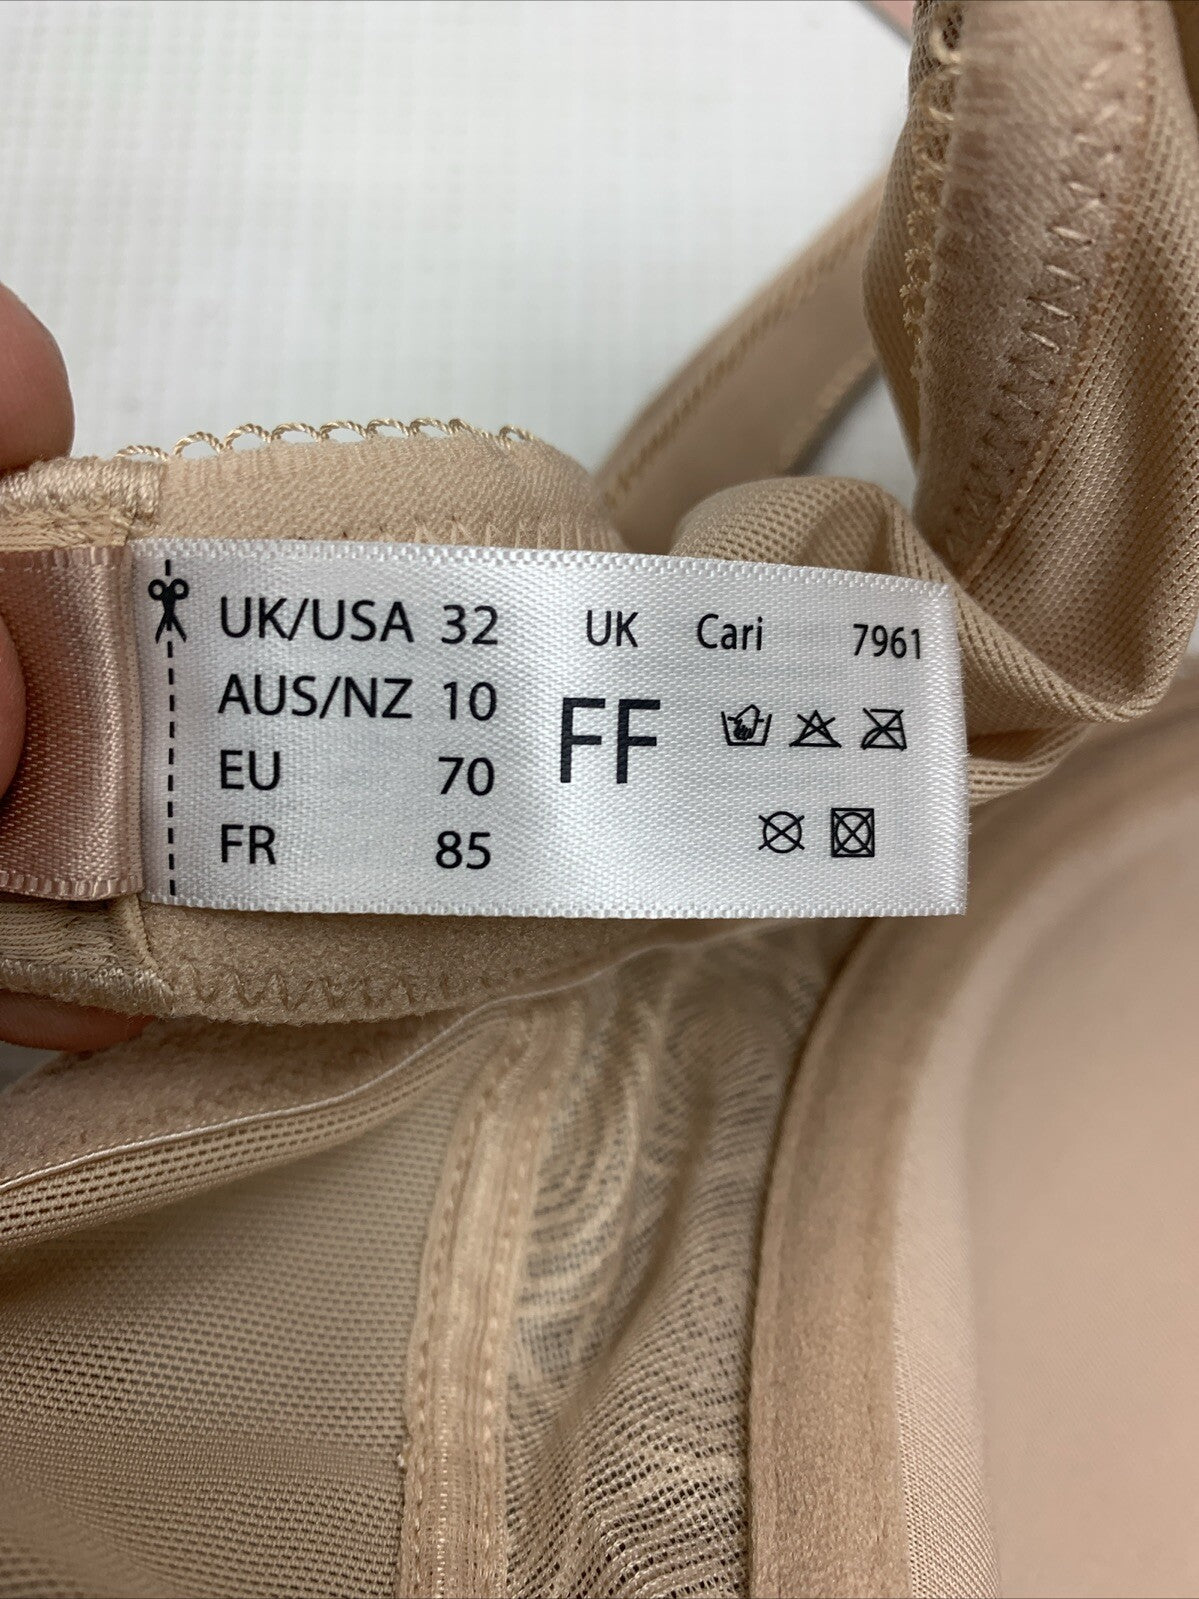 UK/USA 32
AUS/NZ 10
EU 70
FR 85
UK
FF
Cari 7961